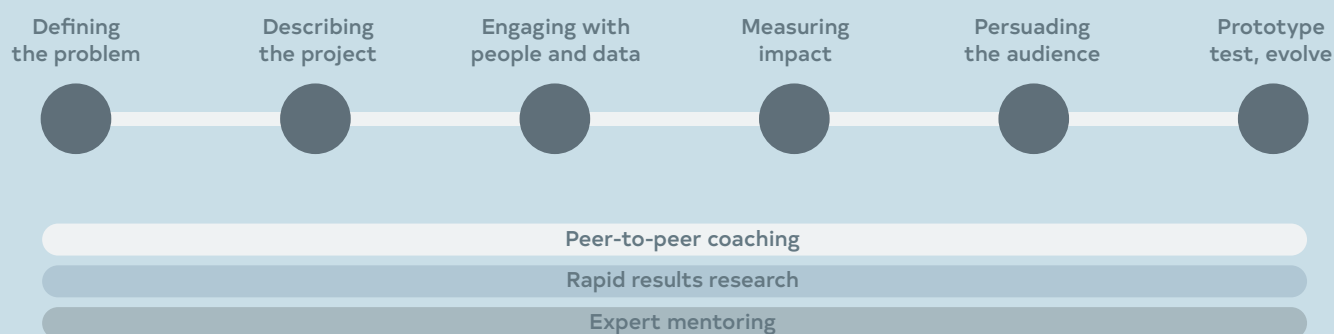 Defining
the problem
Describing
the project
Engaging with
people and data
Measuring
impact
Persuading
the audience
Prototype
test, evolve
Peer-to-peer coaching
Rapid results research
Expert mentoring